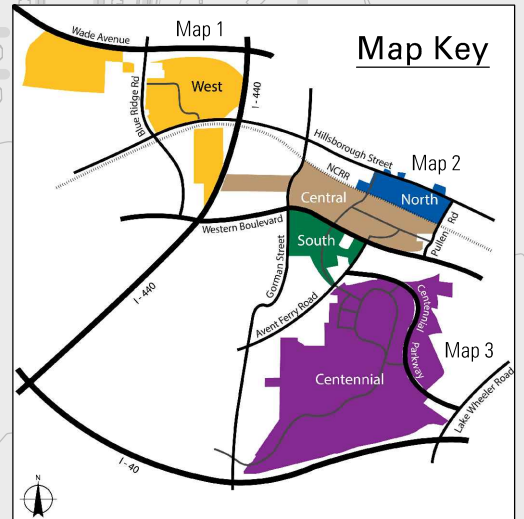 Map 1
Map Key
Wade Avenue
West
Blue Ridge Rd
I-440
Hillsborough Street
NCRR
Map 2
Central
North
Pullen Rd
Western Boulevard
South
Gorman Street
I-440
Avent Ferry Road
Centennial Parkway
Map 3
Centennial
Lake Wheeler Road
I-40
N